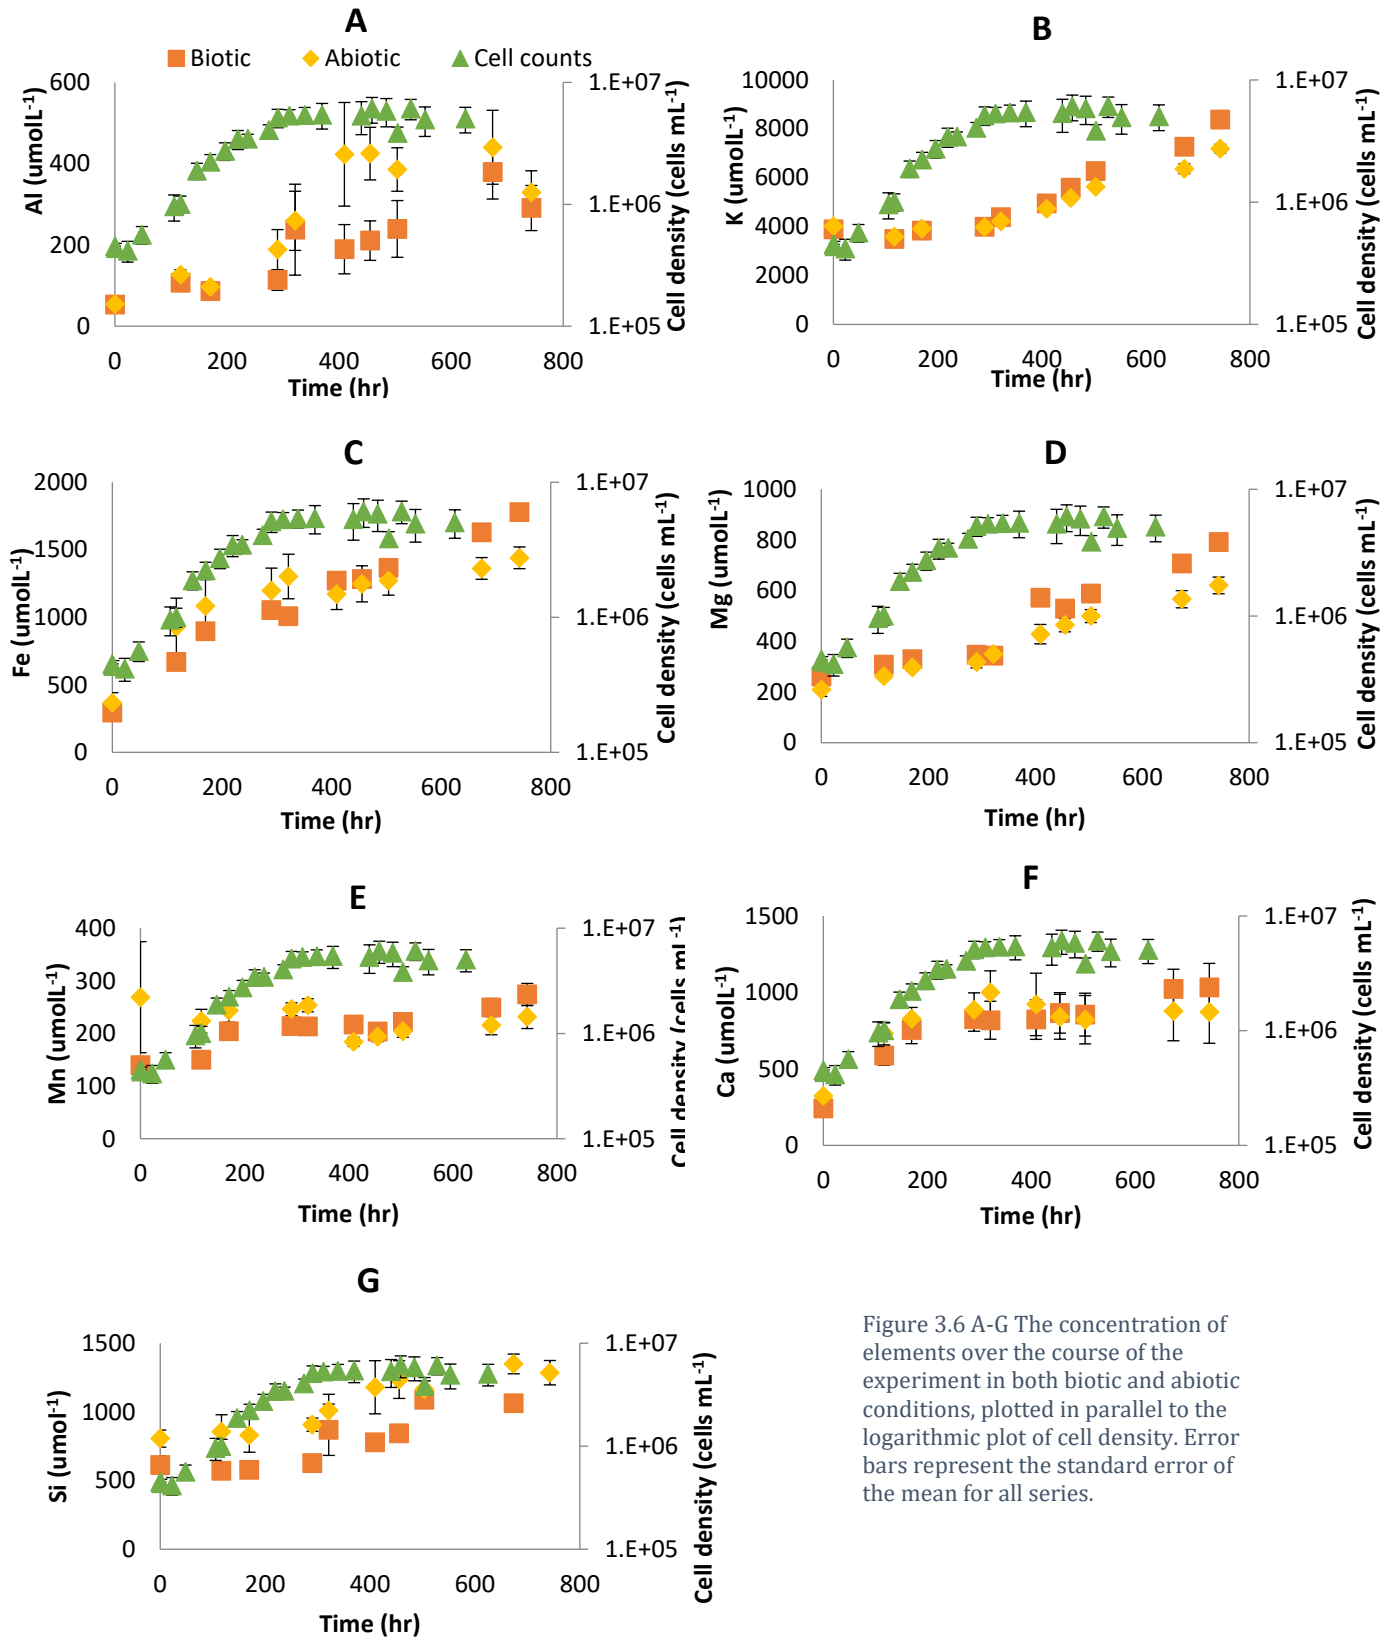 A
Biotic Abiotic Cell counts
Al (umolL-1)
600
400
200
0
0 200 400 600 800
Time (hr)
1.E+07
1.E+06
1.E+05
Cell density (cells mL-1)
B
K (umolL-1)
10000
8000
6000
4000
2000
0
0 200 400 600 800
Time (hr)
1.E+07
1.E+06
1.E+05
Cell density (cells mL-1)
C
Fe (umolL-1)
2000
1500
1000
500
0
0 200 400 600 800
Time (hr)
1.E+07
1.E+06
1.E+05
Cell density (cells mL-1)
D
Mg (umolL-1)
1000
800
600
400
200
0
0 200 400 600 800
Time (hr)
1.E+07
1.E+06
1.E+05
Cell density (cells mL-1)
E
Mn (umolL-1)
400
300
200
100
0
0 200 400 600 800
Time (hr)
1.E+07
1.E+06
1.E+05
Cell density (cells mL-1)
F
Ca (umolL-1)
1500
1000
500
0
0 200 400 600 800
Time (hr)
1.E+07
1.E+06
1.E+05
Cell density (cells mL-1)
G
Si (umol-1)
1500
1000
500
0
0 200 400 600 800
Time (hr)
1.E+07
1.E+06
1.E+05
Cell density (cells mL-1)
Figure 3.6 A-G The concentration of
elements over the course of the
experiment in both biotic and abiotic
conditions, plotted in parallel to the
logarithmic plot of cell density. Error
bars represent the standard error of
the mean for all series.